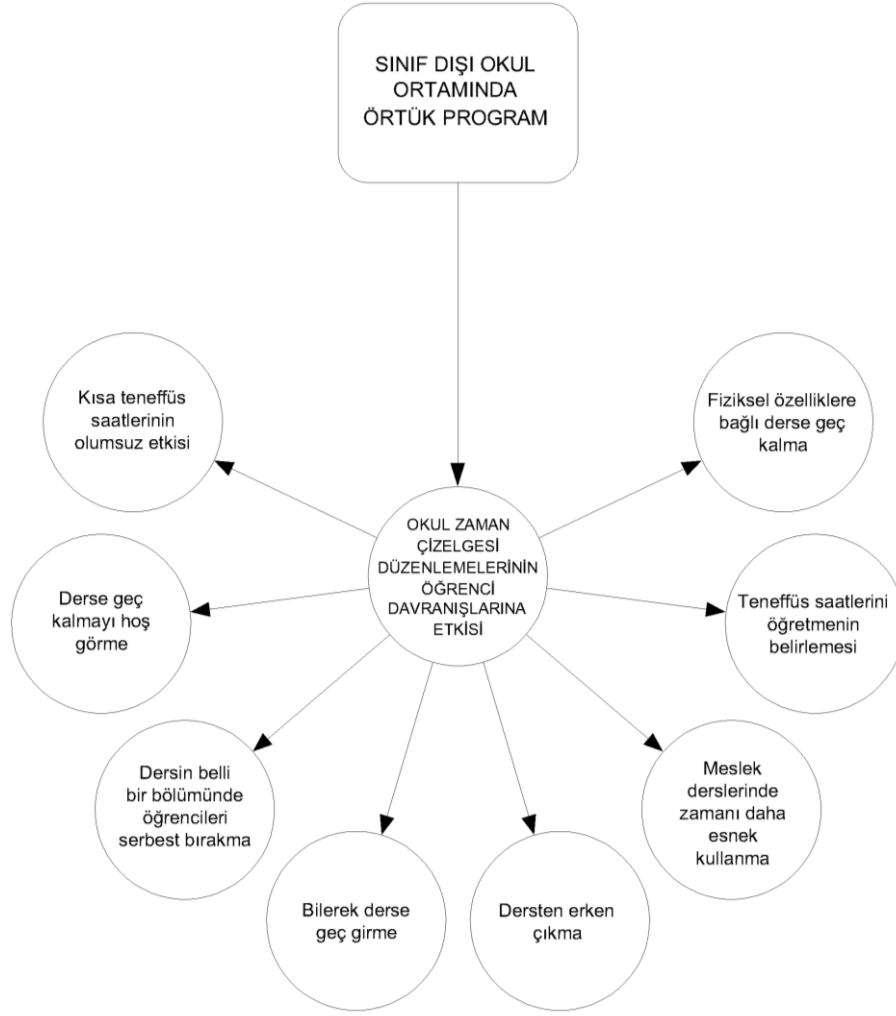 SINIF DIŞI OKUL
ORTAMINDA
ÖRTÜK PROGRAM
Kısa teneffüs
saatlerinin
olumsuz etkisi
Fiziksel özelliklere
bağlı derse geç
kalma
OKUL ZAMAN
ÇİZELGESİ
DÜZENLEMELERİNİN
ÖĞRENCİ
DAVRANIŞLARINA
ETKİSİ
Derse geç
kalmayı hoş
görme
Teneffüs saatlerini
öğretmenin
belirlemesi
Dersin belli
bir bölümünde
öğrencileri
serbest bırakma
Meslek
derslerinde
zamanı daha
esnek
kullanma
Bilerek derse
geç girme
Dersten erken
çıkma